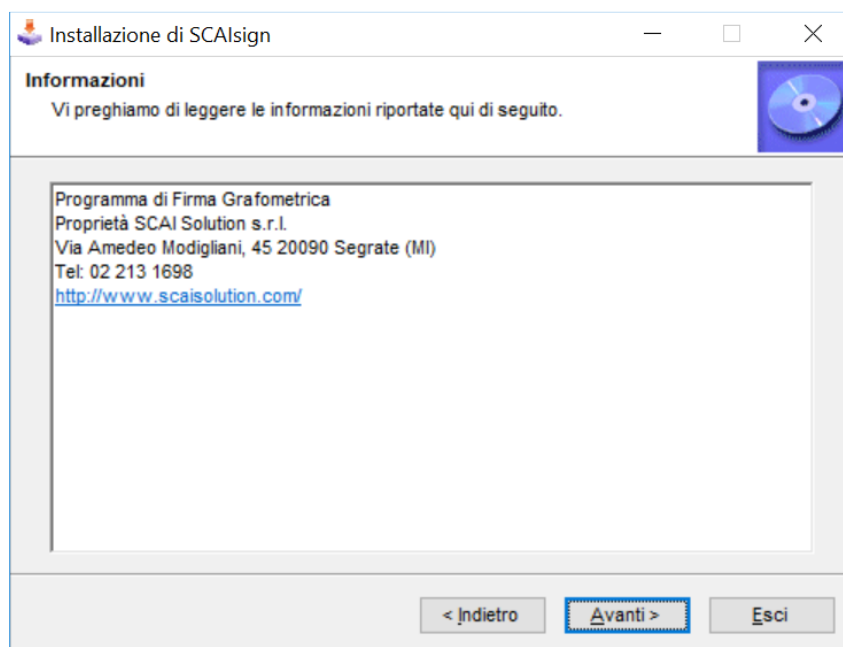 Installazione di SCAIsign
Informazioni
Vi preghiamo di leggere le informazioni riportate qui di seguito.
Programma di Firma Grafometrica
Proprietà SCAI Solution s.r.l.
Via Amedeo Modigliani, 45 20090 Segrate (MI)
Tel: 02 213 1698
http://www.scaisolution.com/
< Indietro
Avanti >
Esci